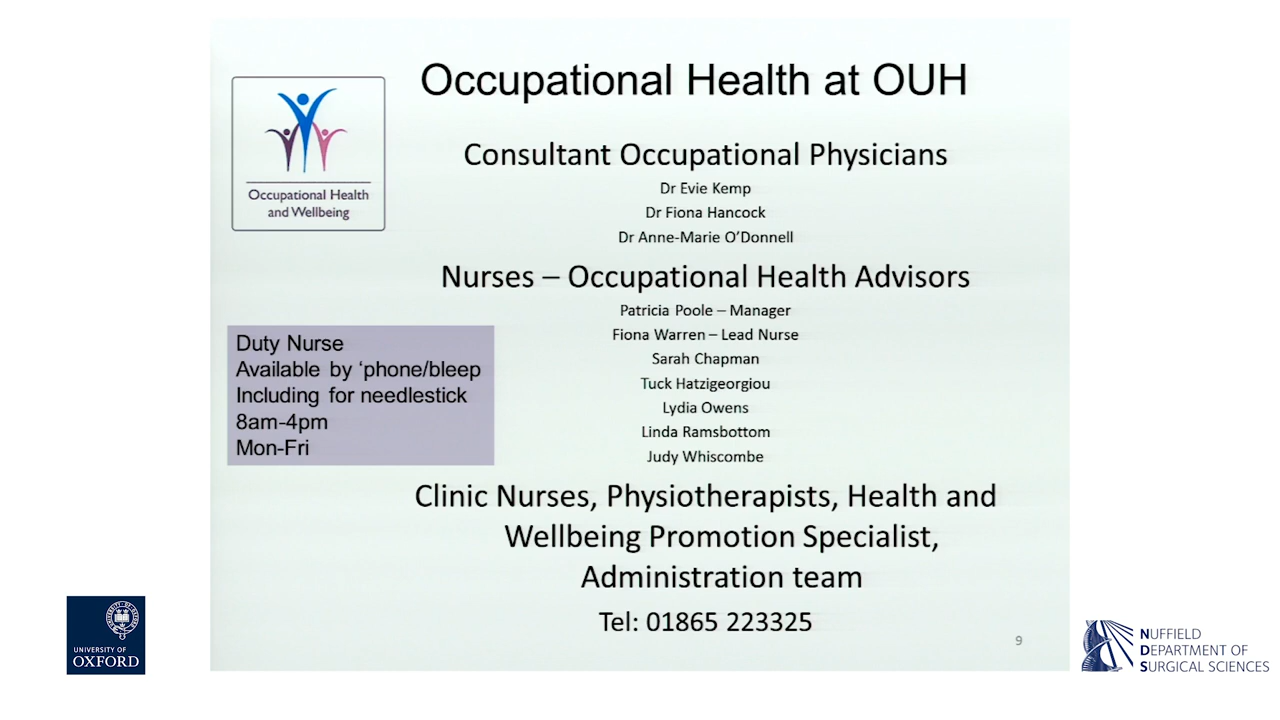 Occupational Health at OUH
Occupational Health
and Wellbeing
Consultant Occupational Physicians
Dr Evie Kemp
Dr Fiona Hancock
Dr Anne-Marie O’Donnell
Nurses – Occupational Health Advisors
Patricia Poole – Manager
Fiona Warren – Lead Nurse
Sarah Chapman
Tuck Hatzigeorgiou
Lydia Owens
Linda Ramsbottom
Judy Whiscombe
Duty Nurse
Available by ‘phone/bleep
Including for needlestick
8am-4pm
Mon-Fri
Clinic Nurses, Physiotherapists, Health and
Wellbeing Promotion Specialist,
Administration team
Tel: 01865 223325
9
UNIVERSITY OF
OXFORD
NUFFIELD
DEPARTMENT OF
SURGICAL SCIENCES